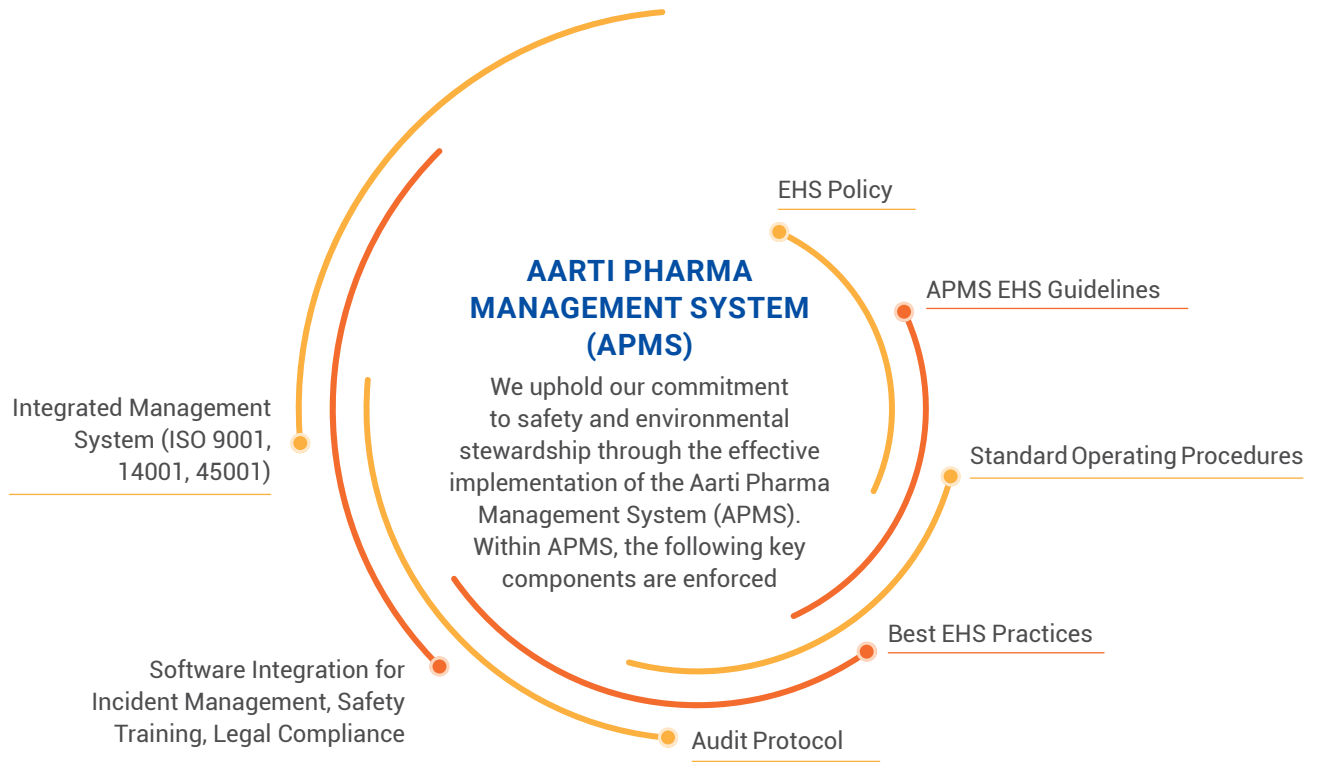 AARTI PHARMA
MANAGEMENT SYSTEM
(APMS)
We uphold our commitment
to safety and environmental
stewardship through the effective
implementation of the Aarti Pharma
Management System (APMS).
Within APMS, the following key
components are enforced
EHS Policy
APMS EHS Guidelines
Standard Operating Procedures
Best EHS Practices
Audit Protocol
Software Integration for
Incident Management, Safety
Training, Legal Compliance
Integrated Management
System (ISO 9001,
14001, 45001)